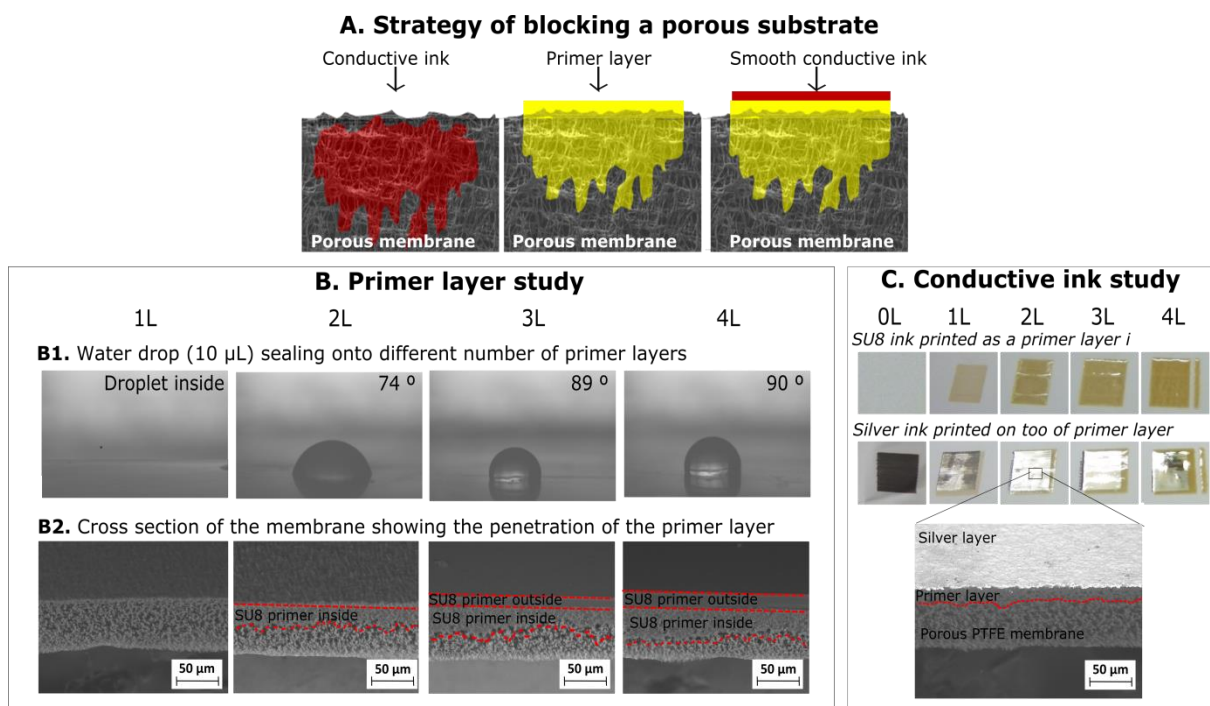 A. Strategy of blocking a porous substrate
Conductive ink
Primer layer
Smooth conductive ink
Porous membrane
Porous membrane
Porous membrane
B. Primer layer study
1L
2L
3L
4L
B1. Water drop (10 µL) sealing onto different number of primer layers
Droplet inside
74 º
89 º
90 º
B2. Cross section of the membrane showing the penetration of the primer layer
SU8 primer inside
SU8 primer outside
SU8 primer inside
SU8 primer outside
SU8 primer inside
50 µm
50 µm
50 µm
50 µm
C. Conductive ink study
0L
1L
2L
3L
4L
SU8 ink printed as a primer layer i
Silver ink printed on too of primer layer
Silver layer
Primer layer
Porous PTFE membrane
50 µm